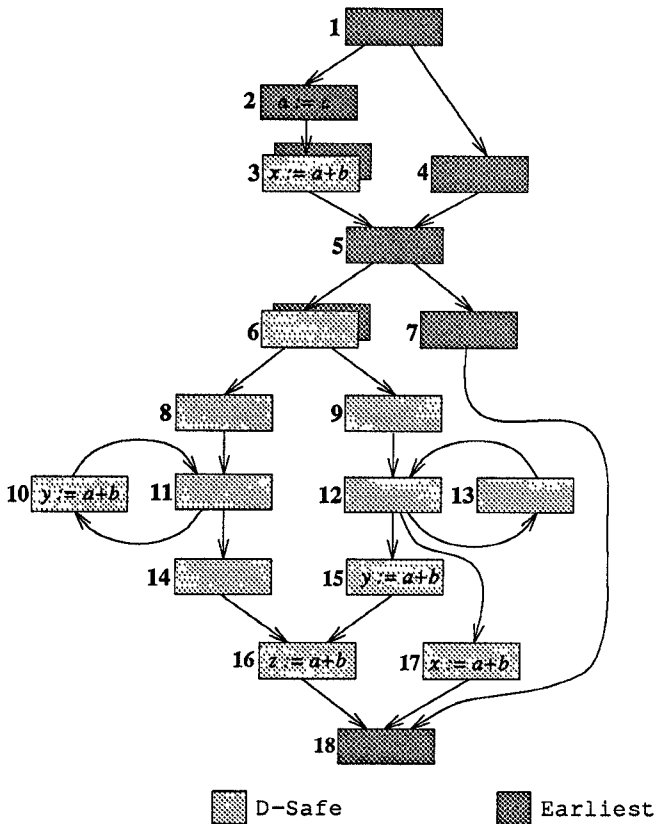 1
2 a := c
3 x := a+b
4
5
6
7
8
9
10 y := a+b
11
12
13
14
15 y := a+b
16 z := a+b
17 x := a+b
18
D-Safe
Earliest